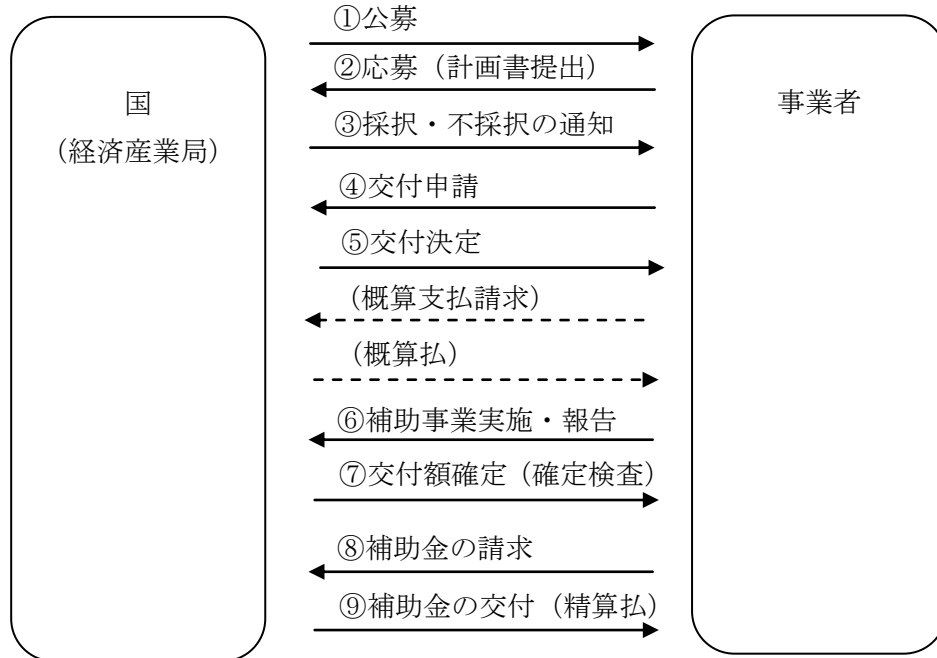 ①公募
②応募（計画書提出）
国
（経済産業局）
事業者
③採択・不採択の通知
④交付申請
⑤交付決定
（概算支払請求）
（概算払）
⑥補助事業実施・報告
⑦交付額確定（確定検査）
⑧補助金の請求
⑨補助金の交付（精算払）